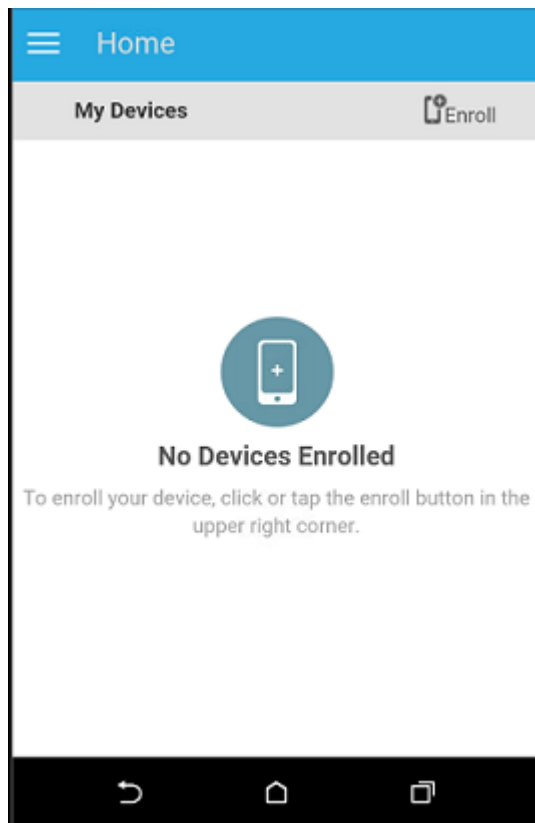 Home
My Devices
Enroll
No Devices Enrolled
To enroll your device, click or tap the enroll button in the
upper right corner.